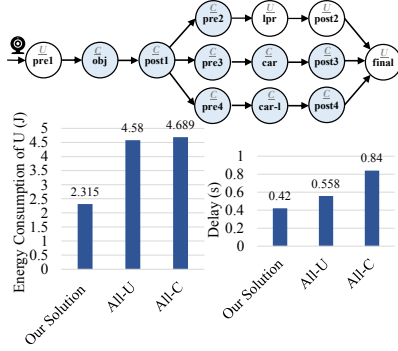 U pre1
C obj
C post1
C pre2
U lpr
U post2
C pre3
C car
C post3
C pre4
C car-l
C post4
U final
Energy Consumption of U (J)
5
4.5
4
3.5
3
2.5
2
1.5
1
0.5
0
2.315
4.58
4.689
Our Solution
All-U
All-C
Delay (s)
1
0.8
0.6
0.4
0.2
0
0.42
0.558
0.84
Our Solution
All-U
All-C